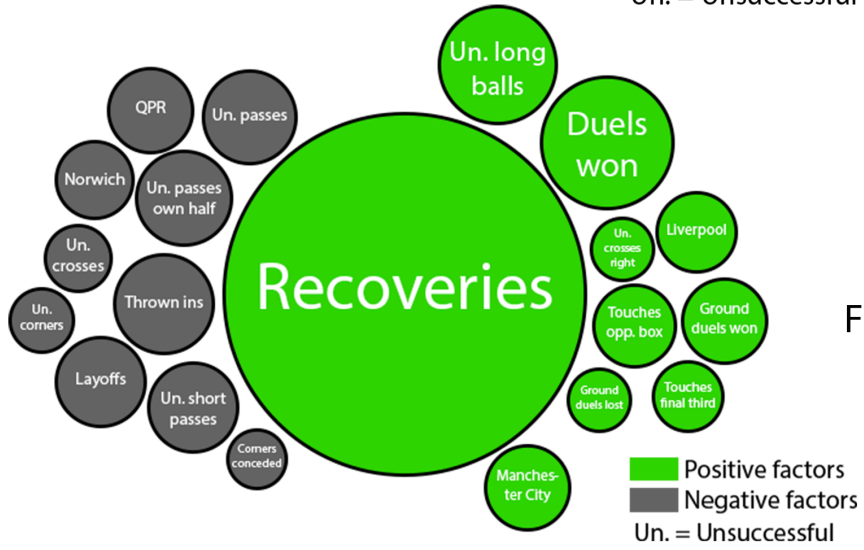 Un. = Unsuccessful
Un. long
balls
QPR
Un. passes
Duels
won
Norwich
Un. passes
own half
Un.
crosses
Un.
crosses
right
Liverpool
Thrown ins
Recoveries
Un.
corners
Touches
opp. box
Ground
duels won
F
Layoffs
Un. short
passes
Ground
duels lost
Touches
final third
Corners
conceded
Manches-
ter City
Positive factors
Negative factors
Un. = Unsuccessful